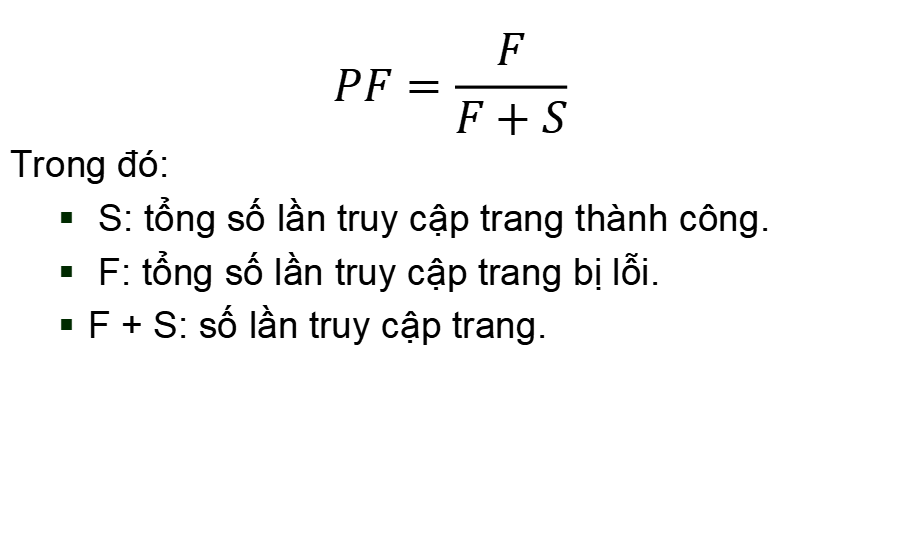 PF = F / (F + S)
Trong đó:
▪ S: tổng số lần truy cập trang thành công.
▪ F: tổng số lần truy cập trang bị lỗi.
▪ F + S: số lần truy cập trang.